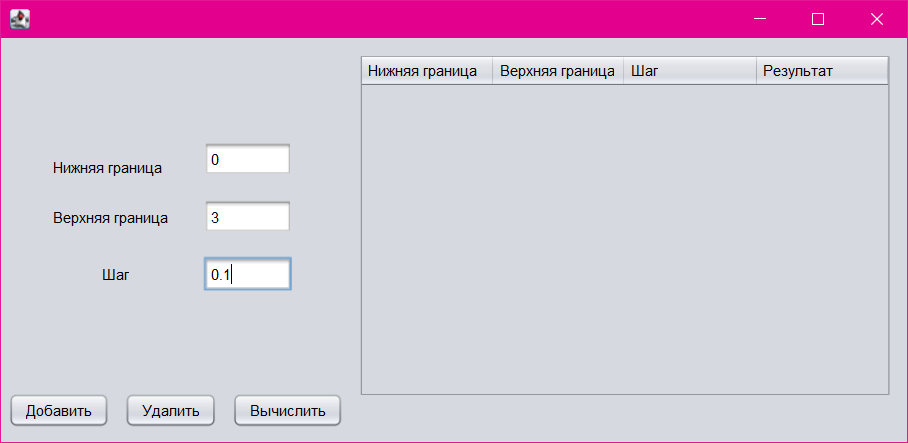 Нижняя граница Верхняя граница Шаг Результат
Нижняя граница 0
Верхняя граница 3
Шаг 0.1
Добавить Удалить Вычислить